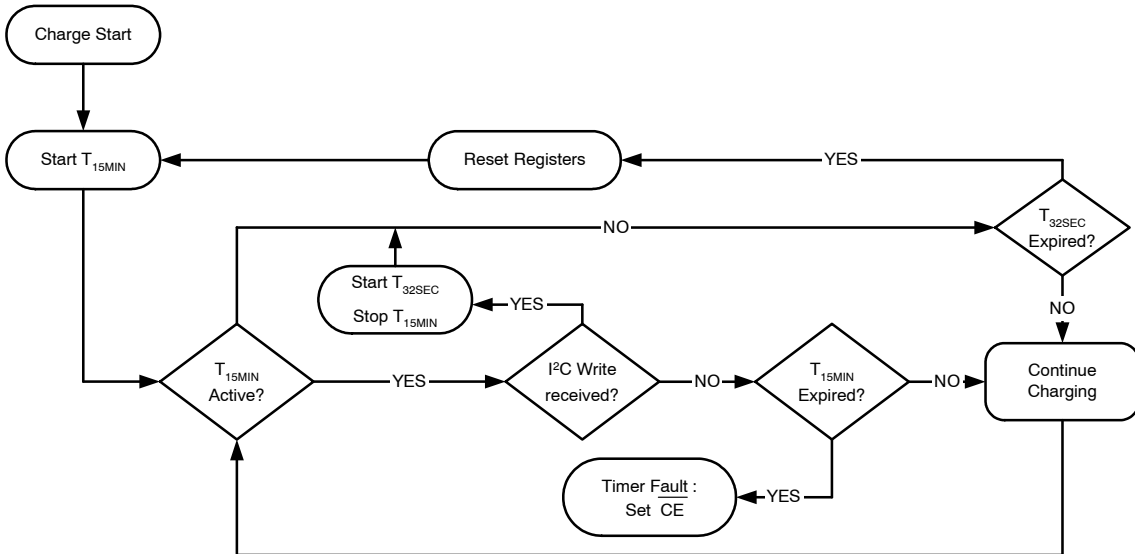 Charge Start
Start T15MIN
Reset Registers
YES
T32SEC
Expired?
NO
Start T32SEC
Stop T15MIN
YES
NO
T15MIN
Active?
YES
I²C Write
received?
NO
T15MIN
Expired?
NO
Continue
Charging
Timer Fault :
Set CE
YES